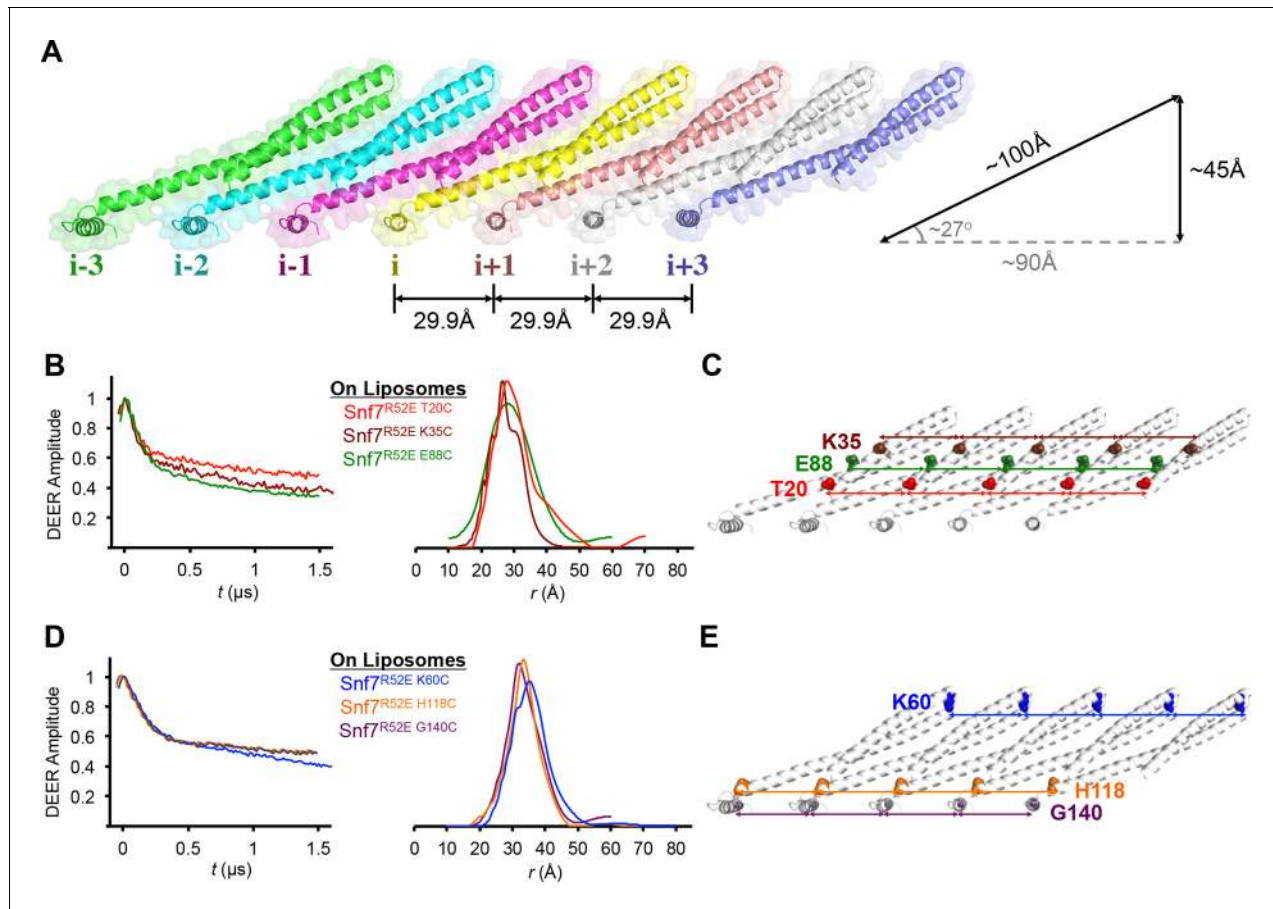 A
~100Å
~45Å
~27°
~90Å
i-3 i-2 i-1 i i+1 i+2 i+3
29.9Å 29.9Å 29.9Å
B
DEER Amplitude
1
0.8
0.6
0.4
0.2
0 0.5 1 1.5
t (µs)
On Liposomes
Snf7R52E T20C
Snf7R52E K35C
Snf7R52E E88C
10 20 30 40 50 60 70 80
r (Å)
C
K35
E88
T20
D
DEER Amplitude
1
0.8
0.6
0.4
0.2
0 0.5 1 1.5
t (µs)
On Liposomes
Snf7R52E K60C
Snf7R52E H118C
Snf7R52E G140C
10 20 30 40 50 60 70 80
r (Å)
E
K60
H118
G140